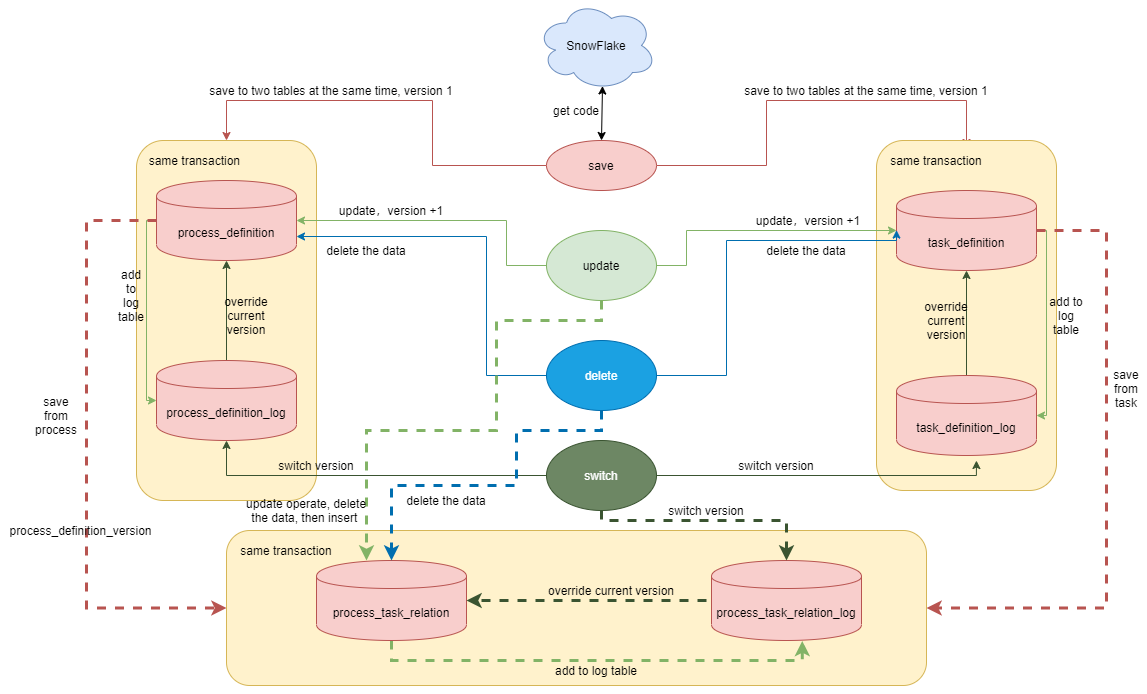 SnowFlake
save to two tables at the same time, version 1
save to two tables at the same time, version 1
get code
same transaction
same transaction
save
update，version +1
update，version +1
process_definition
task_definition
delete the data
delete the data
update
add
to
log
table
override
current
version
override
current
version
add to
log
table
delete
save
from
process
save
from
task
process_definition_log
task_definition_log
switch version
switch
switch version
update operate, delete
the data, then insert
delete the data
switch version
process_definition_version
same transaction
override current version
process_task_relation
process_task_relation_log
add to log table